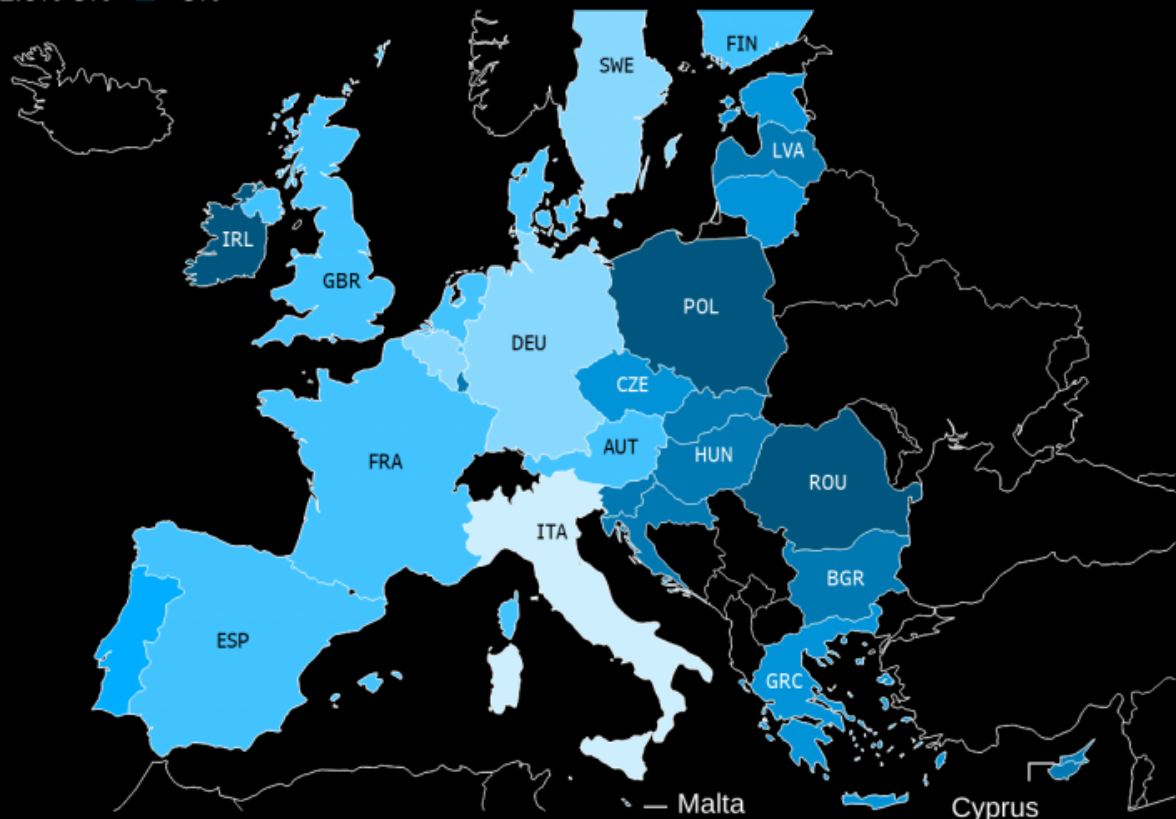 FIN
SWE
LVA
IRL
GBR
POL
DEU
CZE
AUT
HUN
FRA
ROU
ITA
BGR
ESP
GRC
Malta
Cyprus